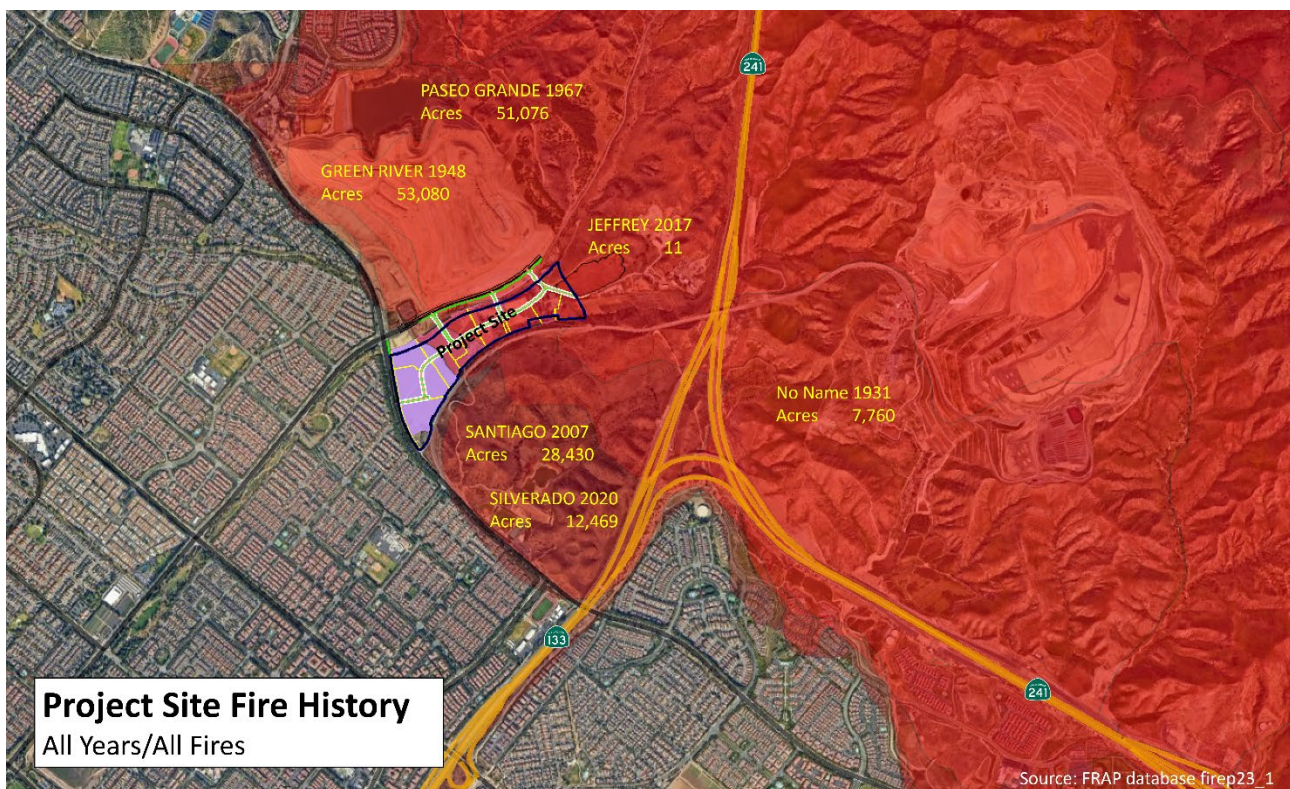 241
PASEO GRANDE 1967
Acres 51,076
GREEN RIVER 1948
Acres 53,080
JEFFREY 2017
Acres 11
Project Site
No Name 1931
Acres 7,760
SANTIAGO 2007
Acres 28,430
SILVERADO 2020
Acres 12,469
133
241
Project Site Fire History
All Years/All Fires
Source: FRAP database firep23_1